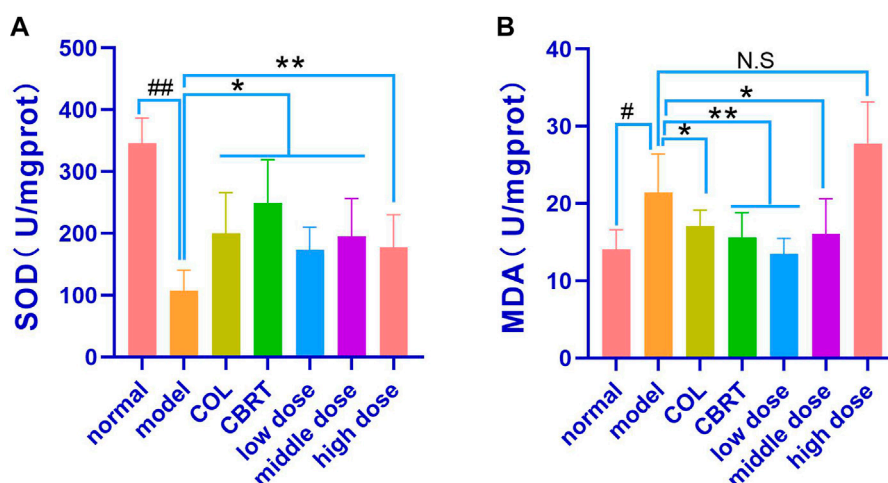 A
SOD( U/mgprot)
500
400
300
200
100
0
##
*
**
normal
model
COL
CBRT
low dose
middle dose
high dose
B
MDA( U/mgprot)
40
30
20
10
0
#
*
**
*
N.S
normal
model
COL
CBRT
low dose
middle dose
high dose